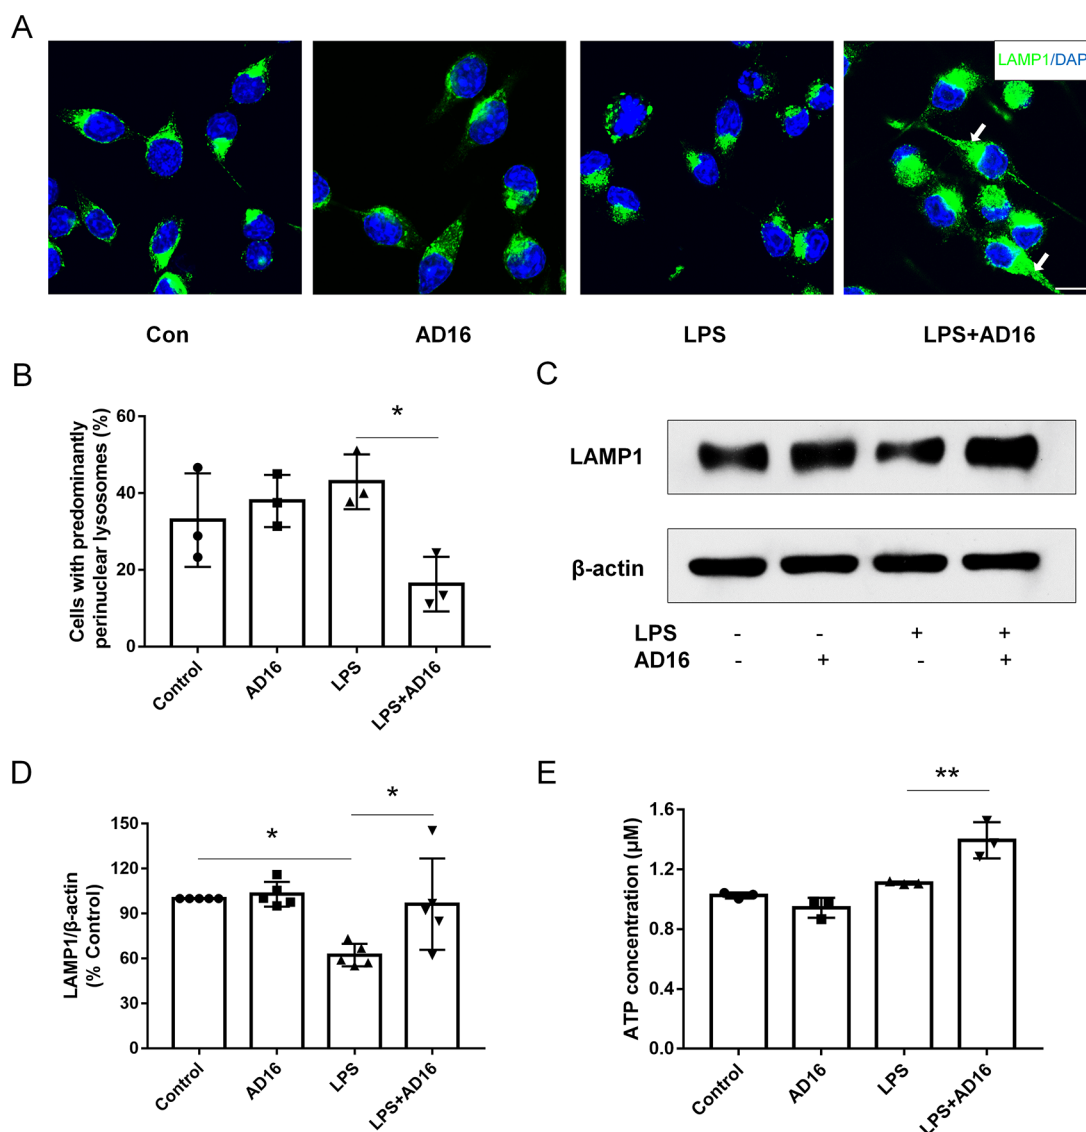 A
LAMP1/DAP
Con
AD16
LPS
LPS+AD16
B
Cells with predominantly
perinuclear lysosomes (%)
60
40
20
0
*
Control
AD16
LPS
LPS+AD16
C
LAMP1
β-actin
LPS - - + +
AD16 - + - +
D
LAMP1/β-actin
(% Control)
150
120
90
60
30
0
*
*
Control
AD16
LPS
LPS+AD16
E
ATP concentration (μM)
1.6
1.2
0.8
0.4
0.0
**
Control
AD16
LPS
LPS+AD16